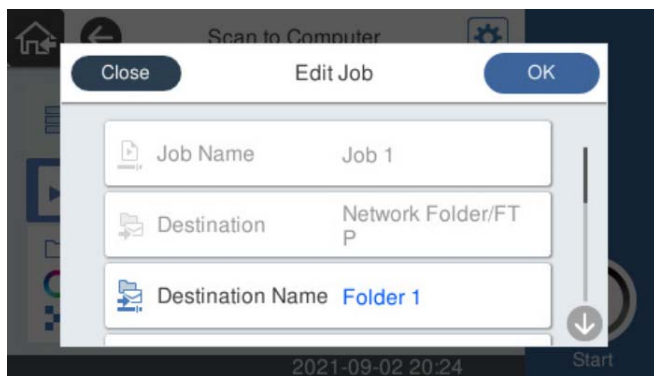 Scan to Computer
Close
Edit Job
OK
Job Name
Job 1
Destination
Network Folder/FT
P
Destination Name
Folder 1
2021-09-02 20:24
Start